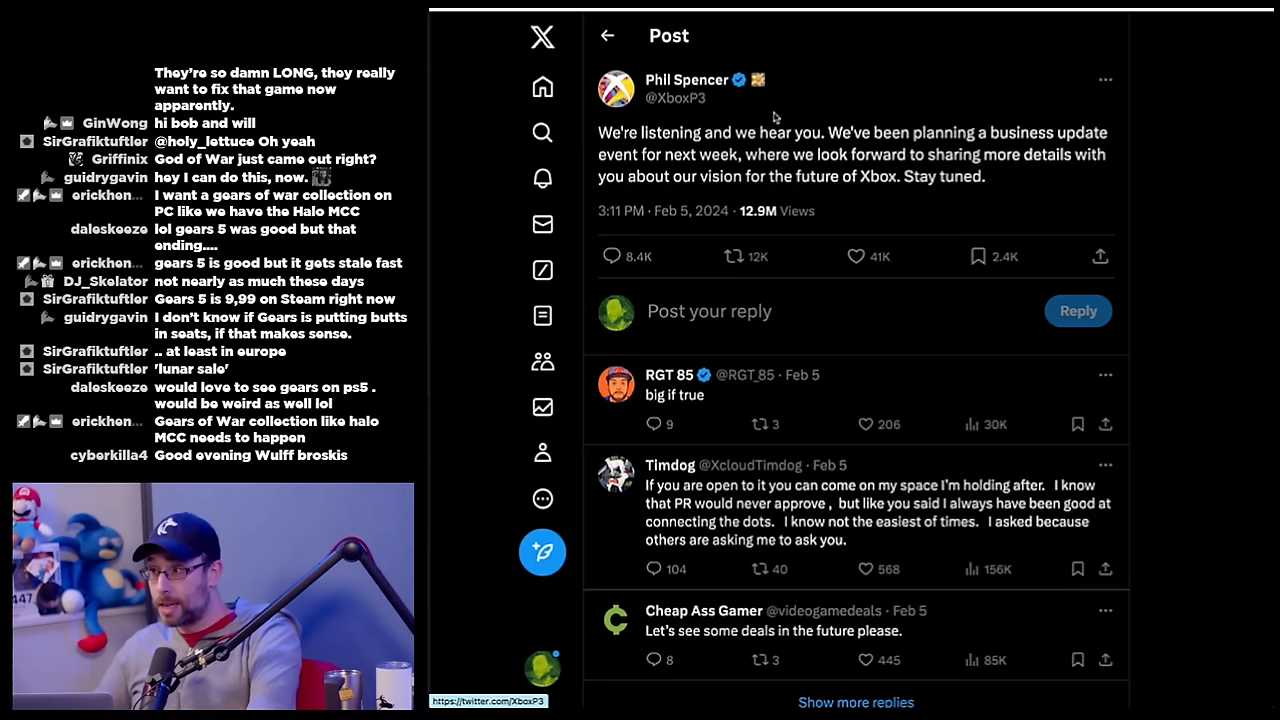 They're so damn LONG, they really
want to fix that game now
apparently.
GinWong hi bob and will
SirGrafiktuftler @holy_lettuce Oh yeah
Griffinix God of War just came out right?
guidrygavin hey I can do this, now.
erickhen... I want a gears of war collection on
PC like we have the Halo MCC
daleskeeze lol gears 5 was good but that
ending....
erickhen... gears 5 is good but it gets stale fast
DJ_Skelator not nearly as much these days
SirGrafiktuftler Gears 5 is 9,99 on Steam right now
guidrygavin I don't know if Gears is putting butts
in seats, if that makes sense.
SirGrafiktuftler .. at least in europe
SirGrafiktuftler 'lunar sale'
daleskeeze would love to see gears on ps5 .
would be weird as well lol
erickhen... Gears of War collection like halo
MCC needs to happen
cyberkilla4 Good evening Wulff broskis
447
Post
Phil Spencer
@XboxP3
We're listening and we hear you. We've been planning a business update
event for next week, where we look forward to sharing more details with
you about our vision for the future of Xbox. Stay tuned.
3:11 PM · Feb 5, 2024 · 12.9M Views
8.4K 12K 41K 2.4K
Post your reply
Reply
RGT 85 @RGT_85 · Feb 5
big if true
9 3 206 30K
Timdog @XcloudTimdog · Feb 5
If you are open to it you can come on my space I'm holding after. I know
that PR would never approve , but like you said I always have been good at
connecting the dots. I know not the easiest of times. I asked because
others are asking me to ask you.
104 40 568 156K
Cheap Ass Gamer @videogamedeals · Feb 5
Let's see some deals in the future please.
8 3 445 85K
Show more replies
https://twitter.com/XboxP3